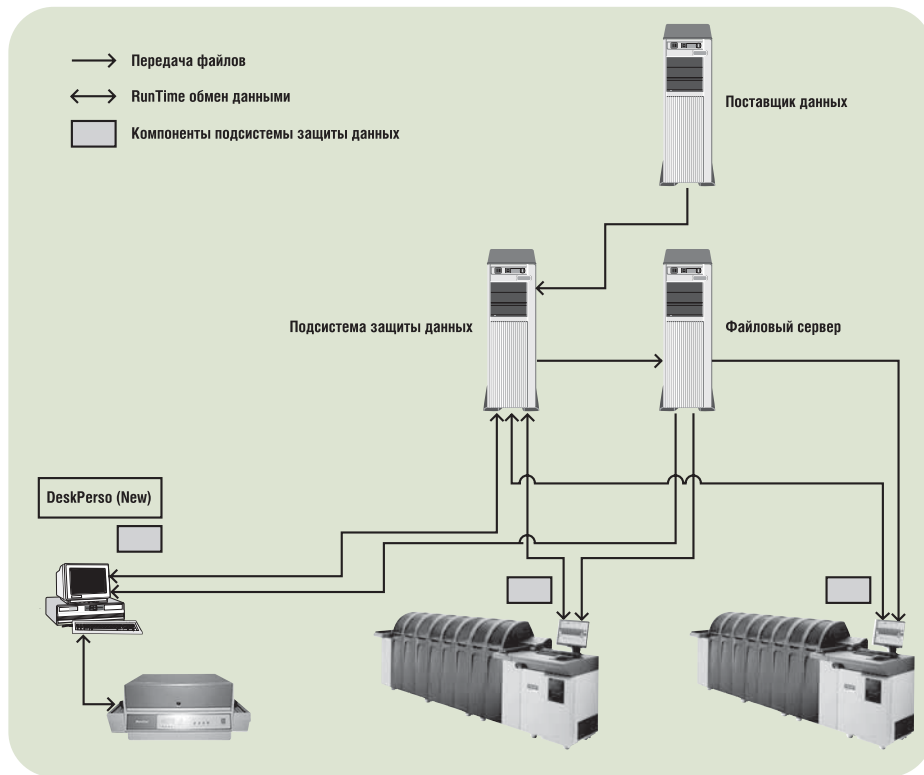 Передача файлов
RunTime обмен данными
Компоненты подсистемы защиты данных
Поставщик данных
Подсистема защиты данных
Файловый сервер
DeskPerso (New)